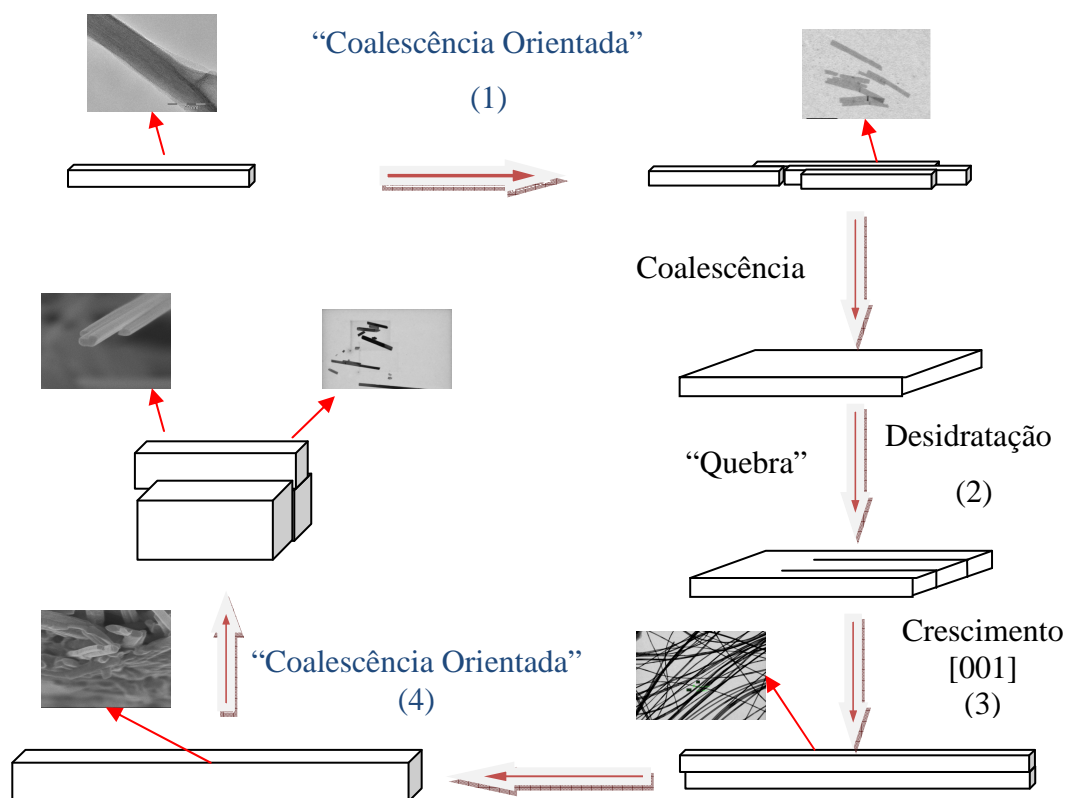 “Coalescência Orientada”
(1)
Coalescência
“Quebra”
Desidratação
(2)
Crescimento
[001]
(3)
“Coalescência Orientada”
(4)